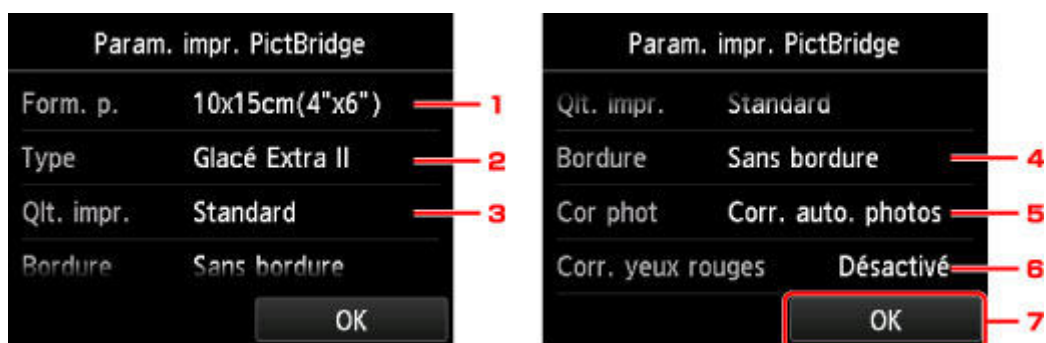 Param. impr. PictBridge
Form. p. 10x15cm(4"x6") 1
Type Glacé Extra II 2
Qlt. impr. Standard 3
Bordure Sans bordure
OK
Param. impr. PictBridge
Qlt. impr. Standard
Bordure Sans bordure 4
Cor phot Corr. auto. photos 5
Corr. yeux rouges Désactivé 6
OK 7